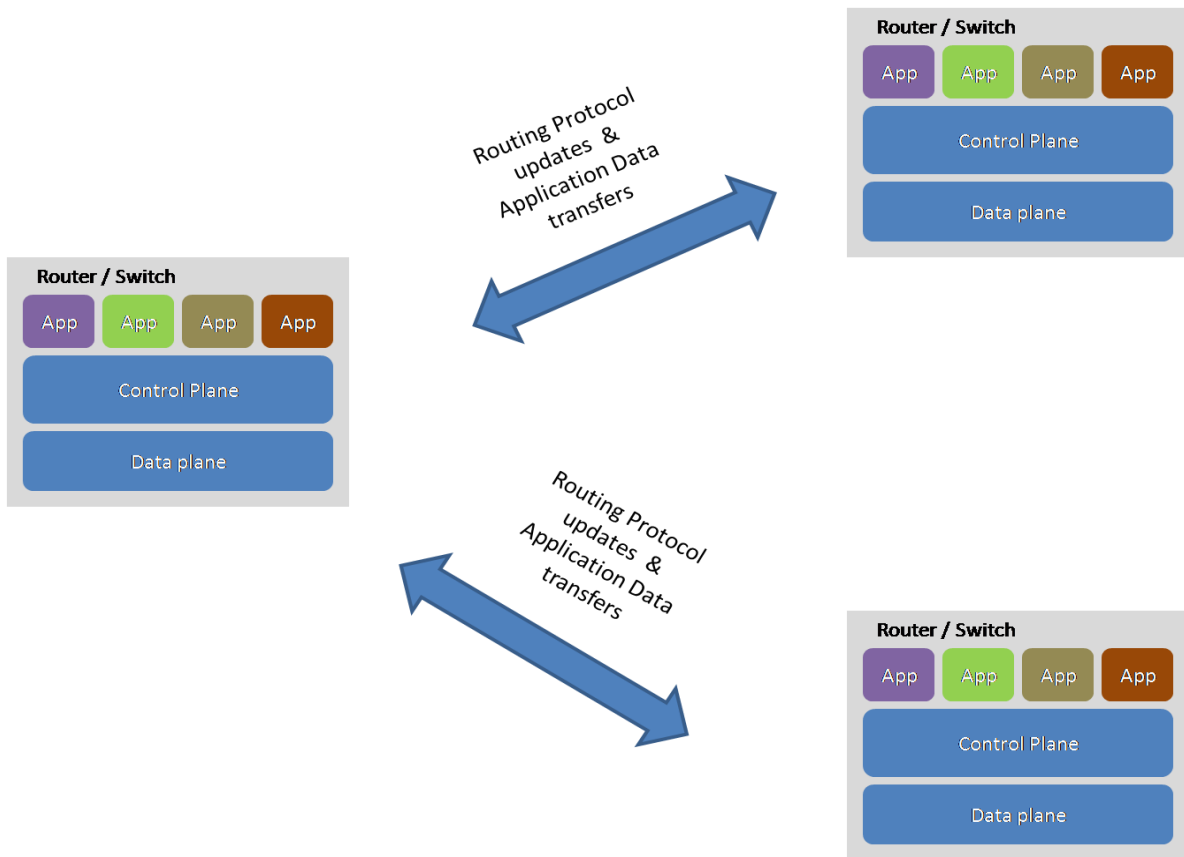 Router / Switch
App App App App
Control Plane
Data plane
Routing Protocol
updates &
Application Data
transfers
Router / Switch
App App App App
Control Plane
Data plane
Routing Protocol
updates &
Application Data
transfers
Router / Switch
App App App App
Control Plane
Data plane